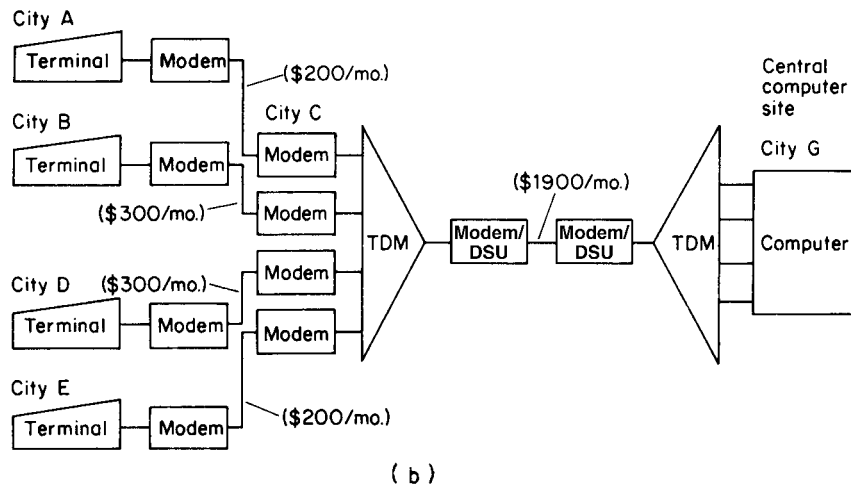 City A
Terminal
Modem
($200/mo.)
City B
Terminal
Modem
($300/mo.)
City C
Modem
Modem
Modem
Modem
City D
($300/mo.)
Terminal
Modem
City E
Terminal
Modem
($200/mo.)
TDM
Modem/
DSU
($1900/mo.)
Modem/
DSU
TDM
Central
computer
site
City G
Computer
(b)